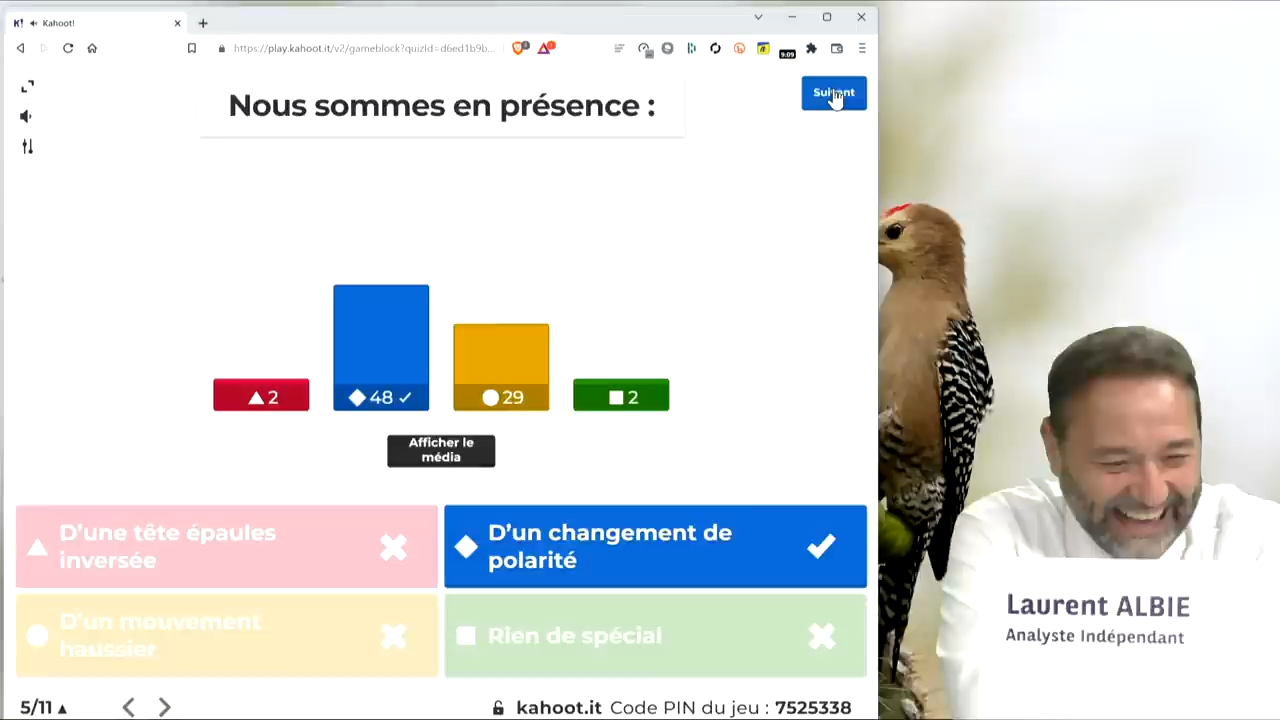 K! Kahoot!
https://play.kahoot.it/v2/gameblock?quizId=d6ed1b9b...
9:09
Suivant
Nous sommes en présence :
2
48
29
2
Afficher le
média
D'une tête épaules
inversée
D'un changement de
polarité
D'un mouvement
haussier
Rien de spécial
5/11
kahoot.it Code PIN du jeu : 7525338
Laurent ALBIE
Analyste Indépendant